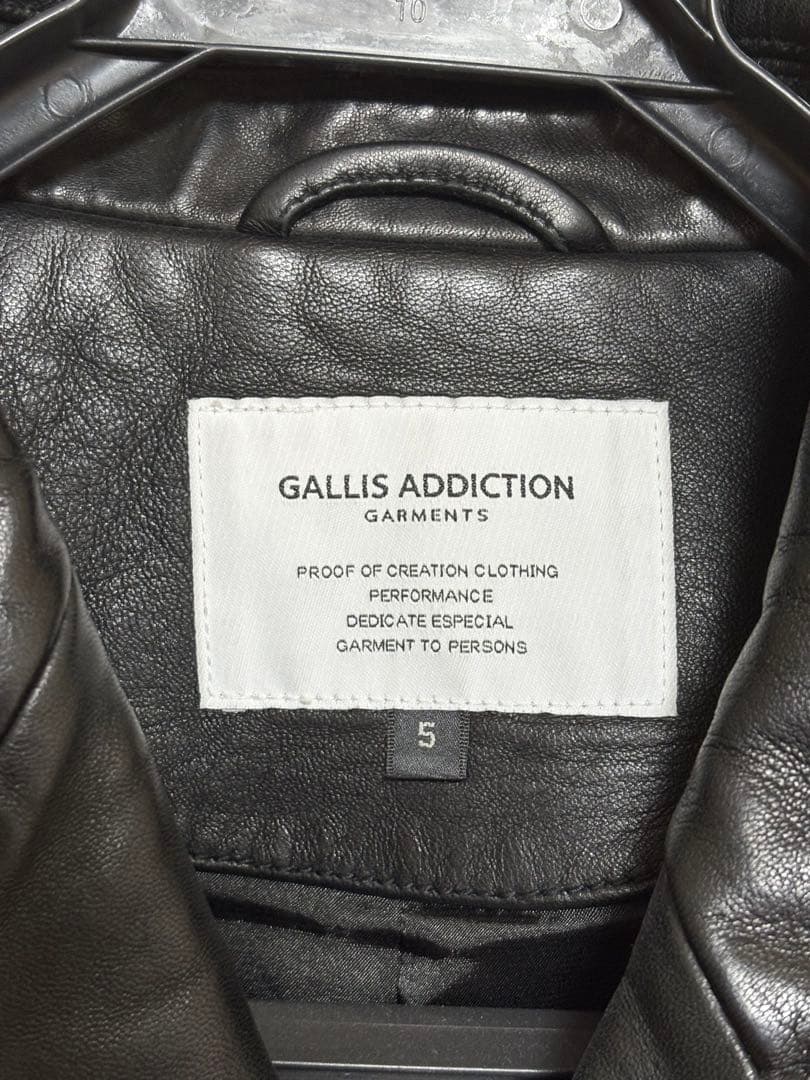 10
GALLIS ADDICTION
GARMENTS
PROOF OF CREATION CLOTHING
PERFORMANCE
DEDICATE ESPECIAL
GARMENT TO PERSONS
5